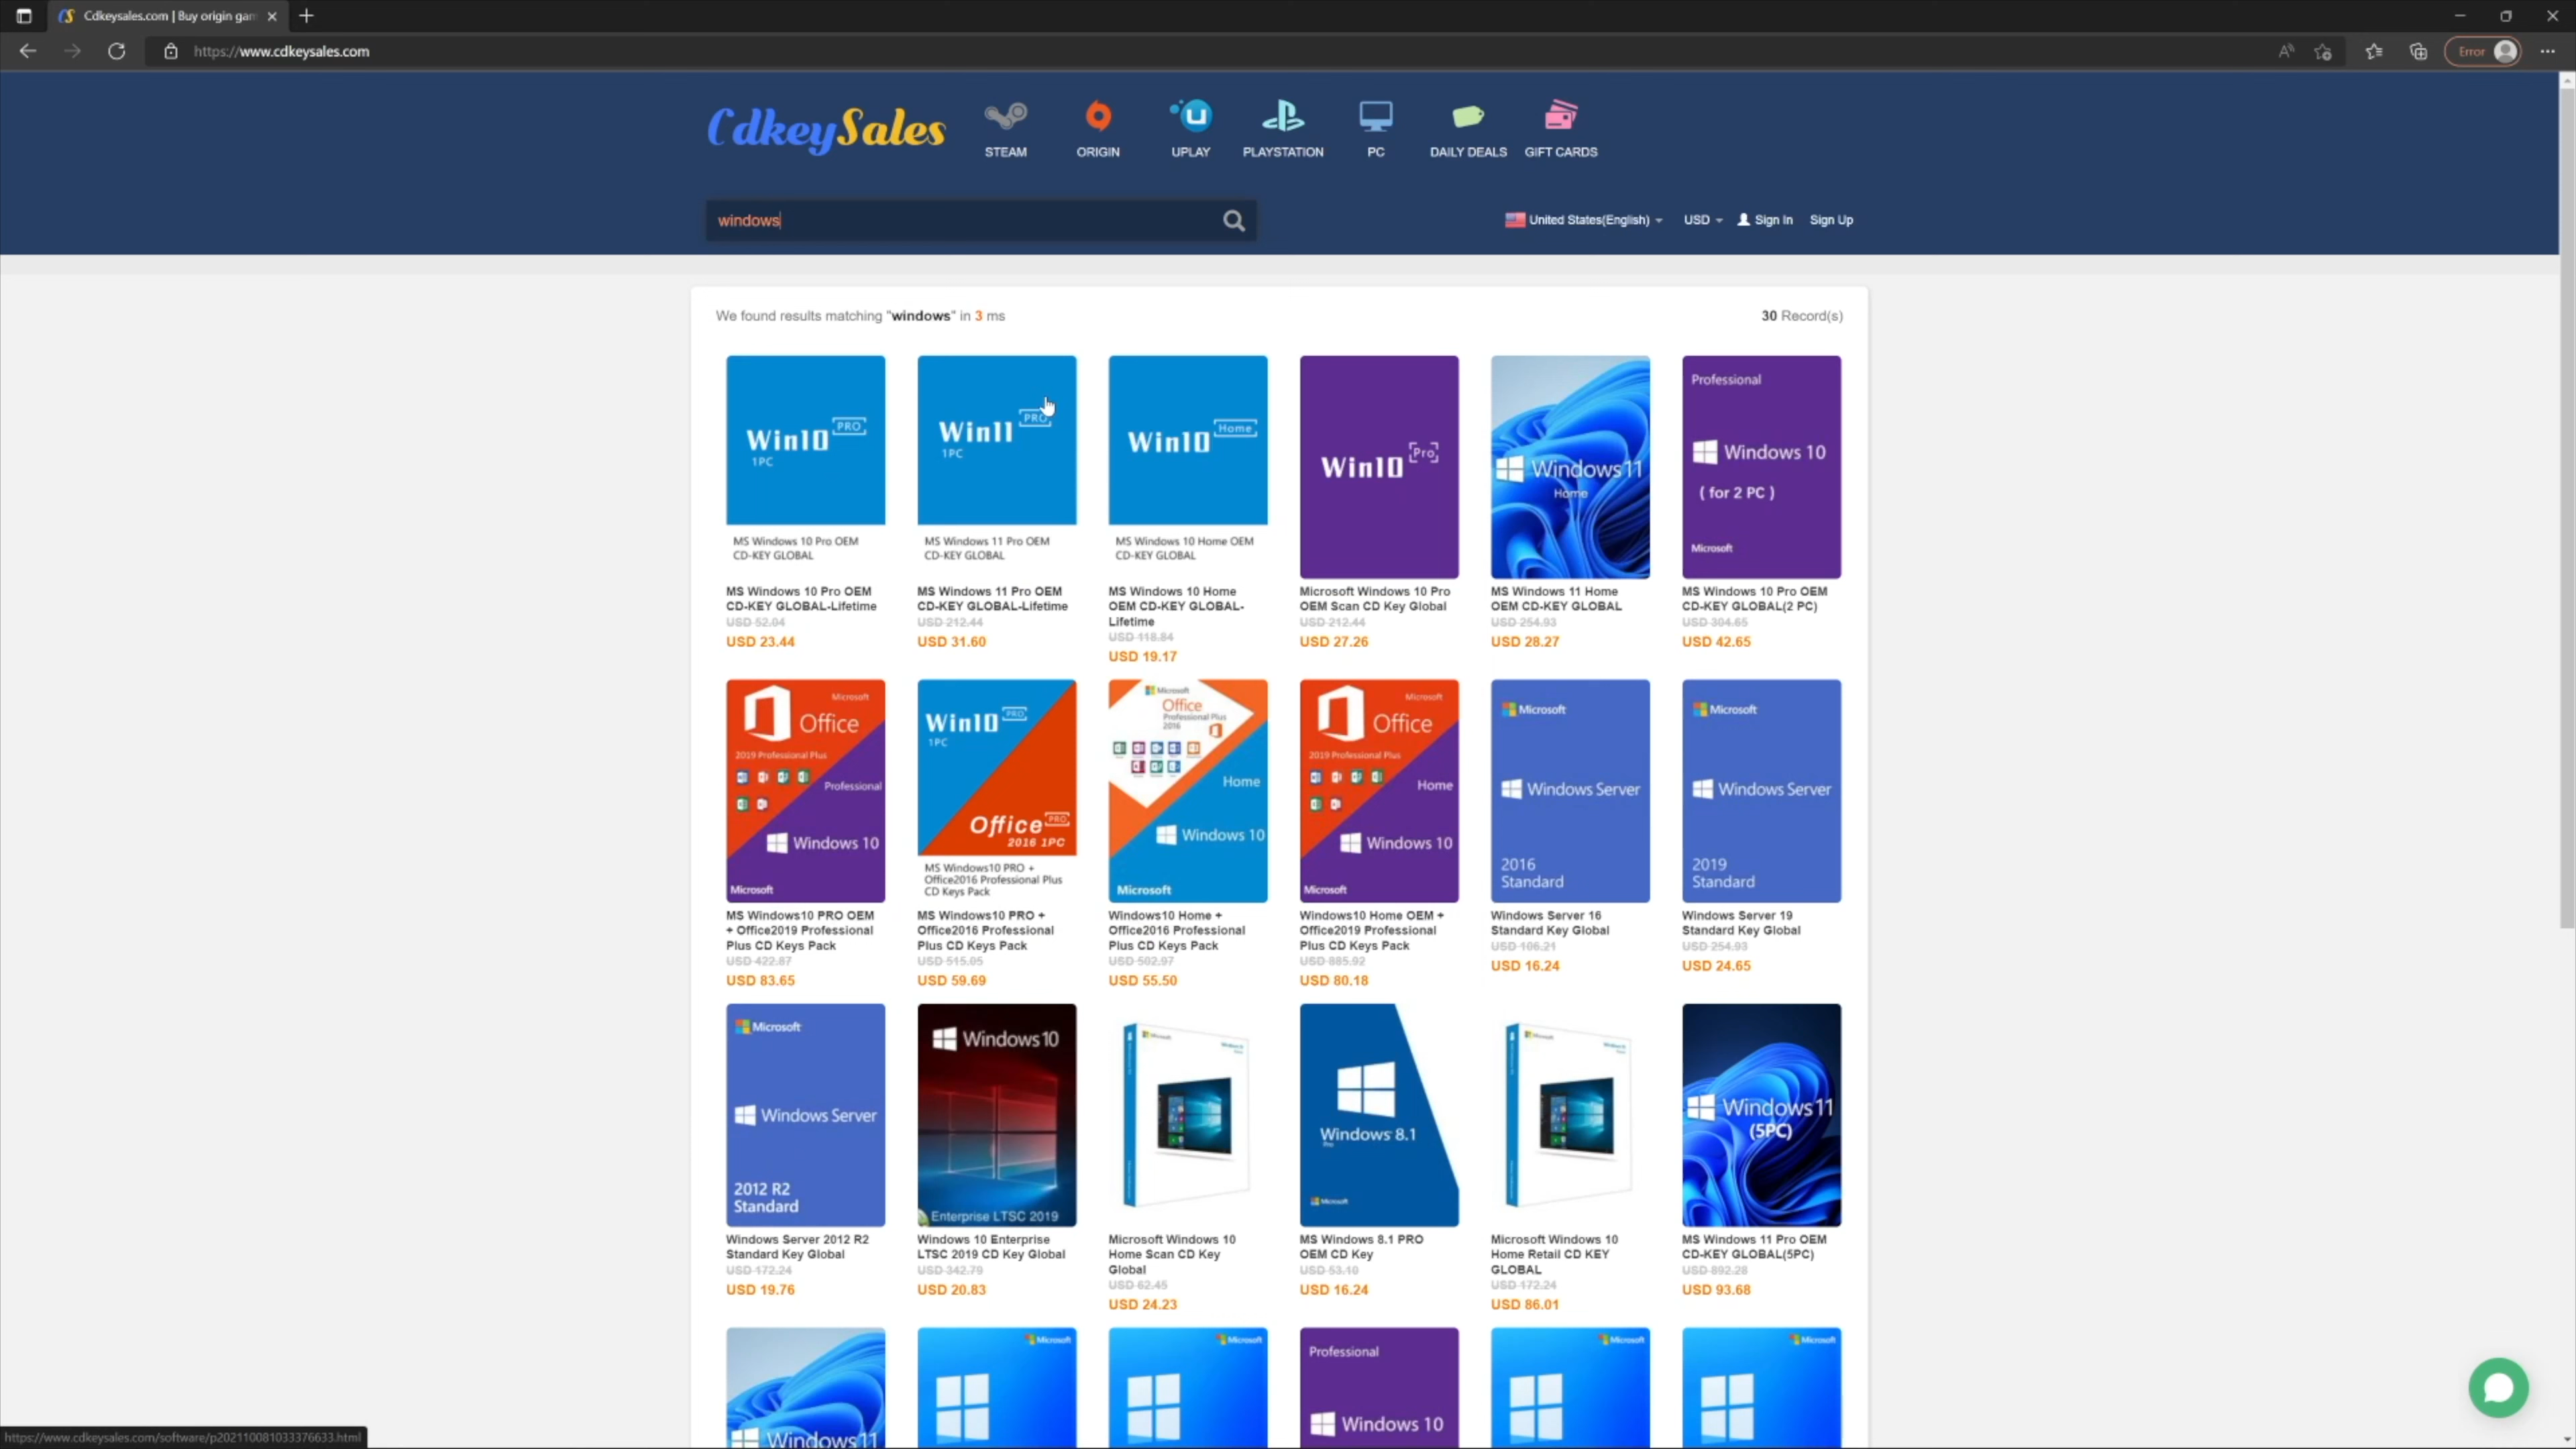 Cdkeysales.com | Buy origin gam
https://www.cdkeysales.com
Error
CdkeySales
STEAM
ORIGIN
UPLAY
PLAYSTATION
PC
DAILY DEALS
GIFT CARDS
windows
United States(English)
USD
Sign In
Sign Up
We found results matching "windows" in 3 ms
30 Record(s)
Win10 PRO
1PC
MS Windows 10 Pro OEM
CD-KEY GLOBAL
MS Windows 10 Pro OEM
CD-KEY GLOBAL-Lifetime
USD 52.04
USD 23.44
Win11 PRO
1PC
MS Windows 11 Pro OEM
CD-KEY GLOBAL
MS Windows 11 Pro OEM
CD-KEY GLOBAL-Lifetime
USD 212.44
USD 31.60
Win10 Home
MS Windows 10 Home OEM
CD-KEY GLOBAL
MS Windows 10 Home
OEM CD-KEY GLOBAL-
Lifetime
USD 118.84
USD 19.17
Win10 Pro
Microsoft Windows 10 Pro
OEM Scan CD Key Global
USD 212.44
USD 27.26
Windows 11
Home
MS Windows 11 Home
OEM CD-KEY GLOBAL
USD 254.93
USD 28.27
Professional
Windows 10
( for 2 PC )
Microsoft
MS Windows 10 Pro OEM
CD-KEY GLOBAL(2 PC)
USD 304.65
USD 42.65
Microsoft
Office
2019 Professional Plus
Professional
Windows 10
Microsoft
MS Windows10 PRO OEM
+ Office2019 Professional
Plus CD Keys Pack
USD 422.87
USD 83.65
Win10 PRO
1PC
Office PRO
2016 1PC
MS Windows10 PRO +
Office2016 Professional Plus
CD Keys Pack
MS Windows10 PRO +
Office2016 Professional
Plus CD Keys Pack
USD 515.05
USD 59.69
Microsoft
Office
Professional Plus
2016
Home
Windows 10
Microsoft
Windows10 Home +
Office2016 Professional
Plus CD Keys Pack
USD 502.97
USD 55.50
Microsoft
Office
2019 Professional Plus
Home
Windows 10
Microsoft
Windows10 Home OEM +
Office2019 Professional
Plus CD Keys Pack
USD 885.92
USD 80.18
Microsoft
Windows Server
2016
Standard
Windows Server 16
Standard Key Global
USD 106.21
USD 16.24
Microsoft
Windows Server
2019
Standard
Windows Server 19
Standard Key Global
USD 254.93
USD 24.65
Microsoft
Windows Server
2012 R2
Standard
Windows Server 2012 R2
Standard Key Global
USD 172.24
USD 19.76
Windows 10
Enterprise LTSC 2019
Windows 10 Enterprise
LTSC 2019 CD Key Global
USD 342.79
USD 20.83
Microsoft
Microsoft Windows 10
Home Scan CD Key
Global
USD 62.45
USD 24.23
Windows 8.1
Pro
Microsoft
MS Windows 8.1 PRO
OEM CD Key
USD 53.10
USD 16.24
Microsoft
Microsoft Windows 10
Home Retail CD KEY
GLOBAL
USD 172.24
USD 86.01
Windows 11
(5PC)
MS Windows 11 Pro OEM
CD-KEY GLOBAL(5PC)
USD 892.28
USD 93.68
Windows 11
Microsoft
Microsoft
Professional
Windows 10
Microsoft
Microsoft
https://www.cdkeysales.com/software/p202110081033376633.html